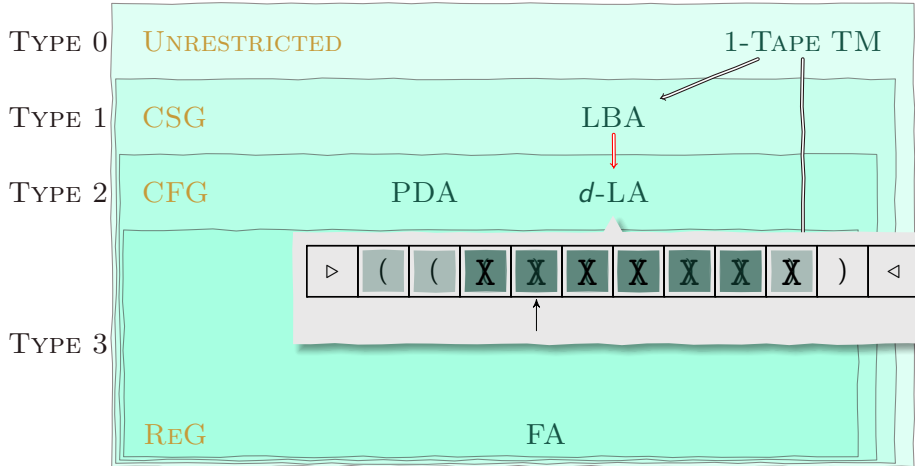 TYPE 0 UNRESTRICTED 1-TAPE TM
TYPE 1 CSG LBA
TYPE 2 CFG PDA d-LA
▷ ( ( X X X X X X X ) ◁
TYPE 3
REG FA